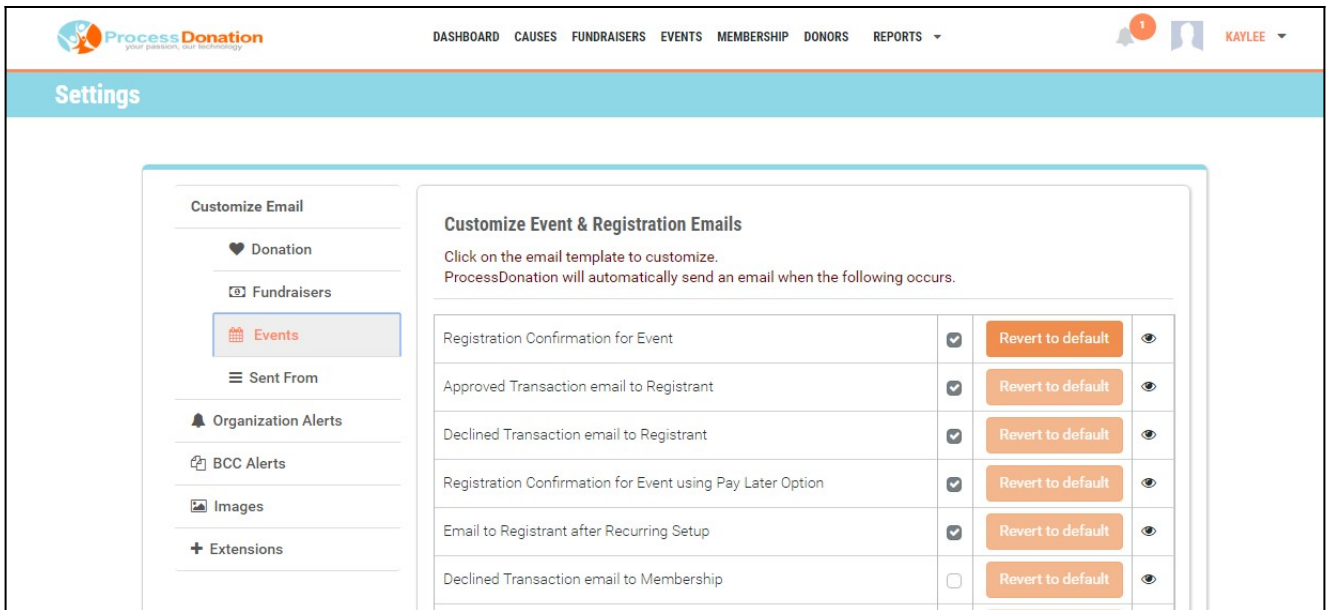 ProcessDonation
your passion, our technology
DASHBOARD CAUSES FUNDRAISERS EVENTS MEMBERSHIP DONORS REPORTS
1
KAYLEE
Settings
Customize Email
Donation
Fundraisers
Events
Sent From
Organization Alerts
BCC Alerts
Images
Extensions
Customize Event & Registration Emails
Click on the email template to customize.
ProcessDonation will automatically send an email when the following occurs.
Registration Confirmation for Event Revert to default
Approved Transaction email to Registrant Revert to default
Declined Transaction email to Registrant Revert to default
Registration Confirmation for Event using Pay Later Option Revert to default
Email to Registrant after Recurring Setup Revert to default
Declined Transaction email to Membership Revert to default